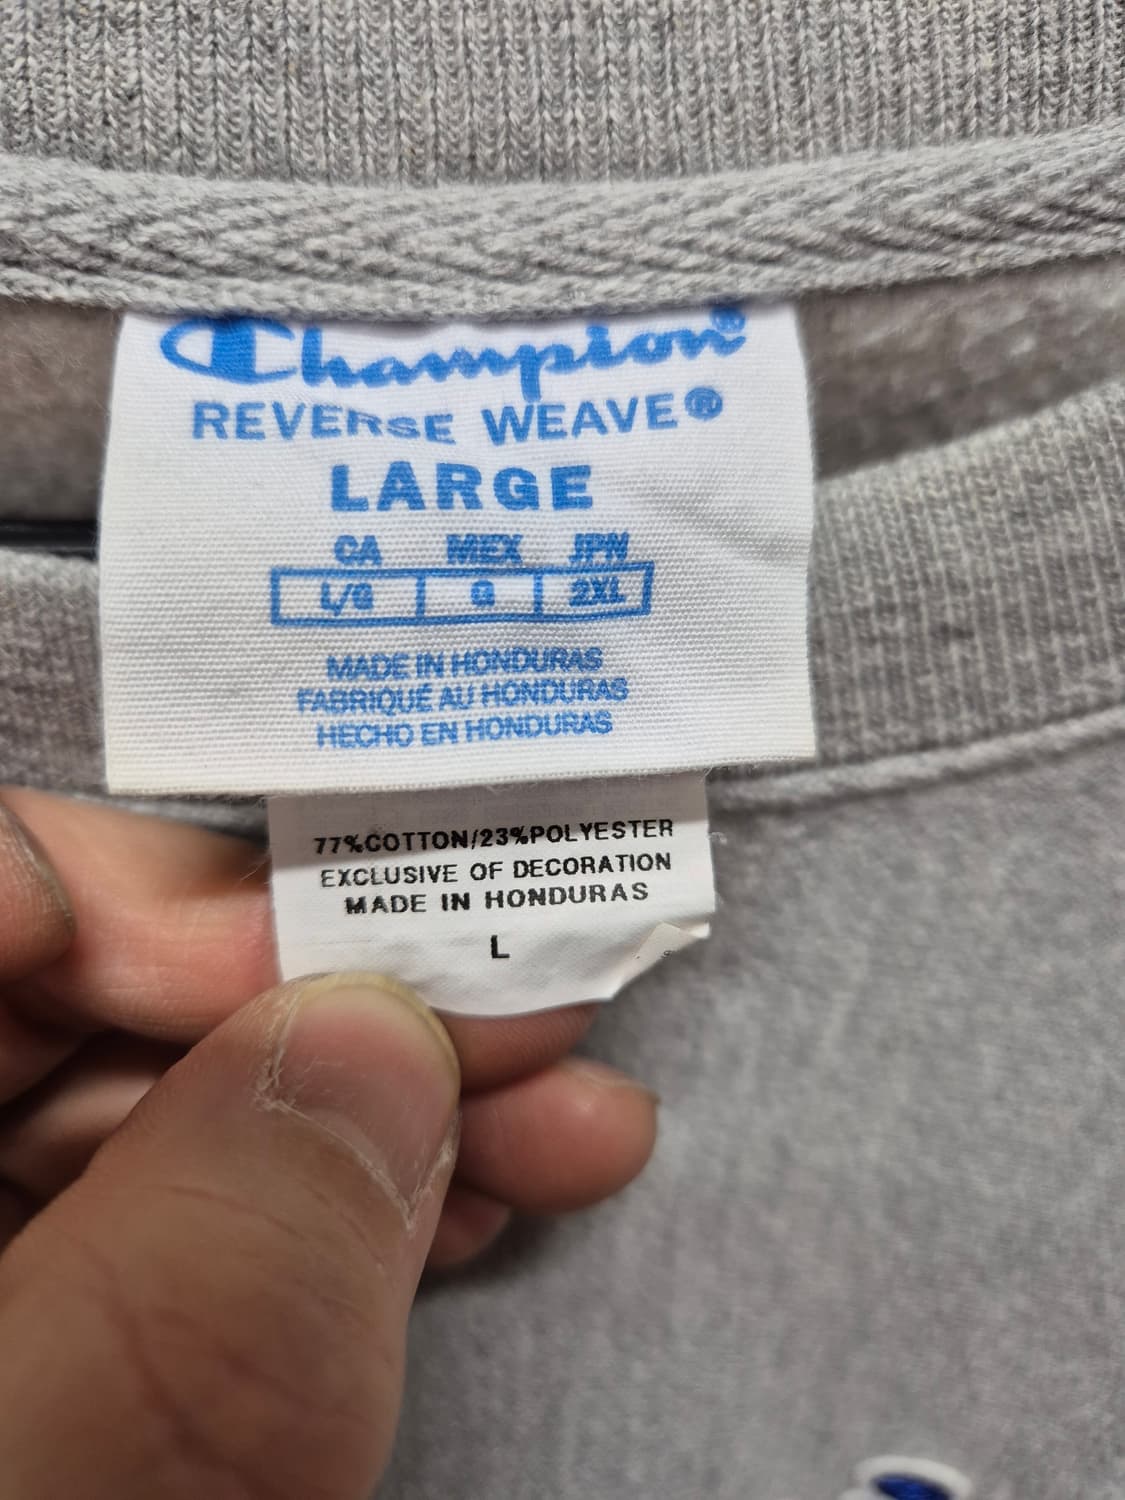 Champion®
REVERSE WEAVE®
LARGE
CA MEX JPN
L/G G 2XL
MADE IN HONDURAS
FABRIQUÉ AU HONDURAS
HECHO EN HONDURAS
77%COTTON/23%POLYESTER
EXCLUSIVE OF DECORATION
MADE IN HONDURAS
L